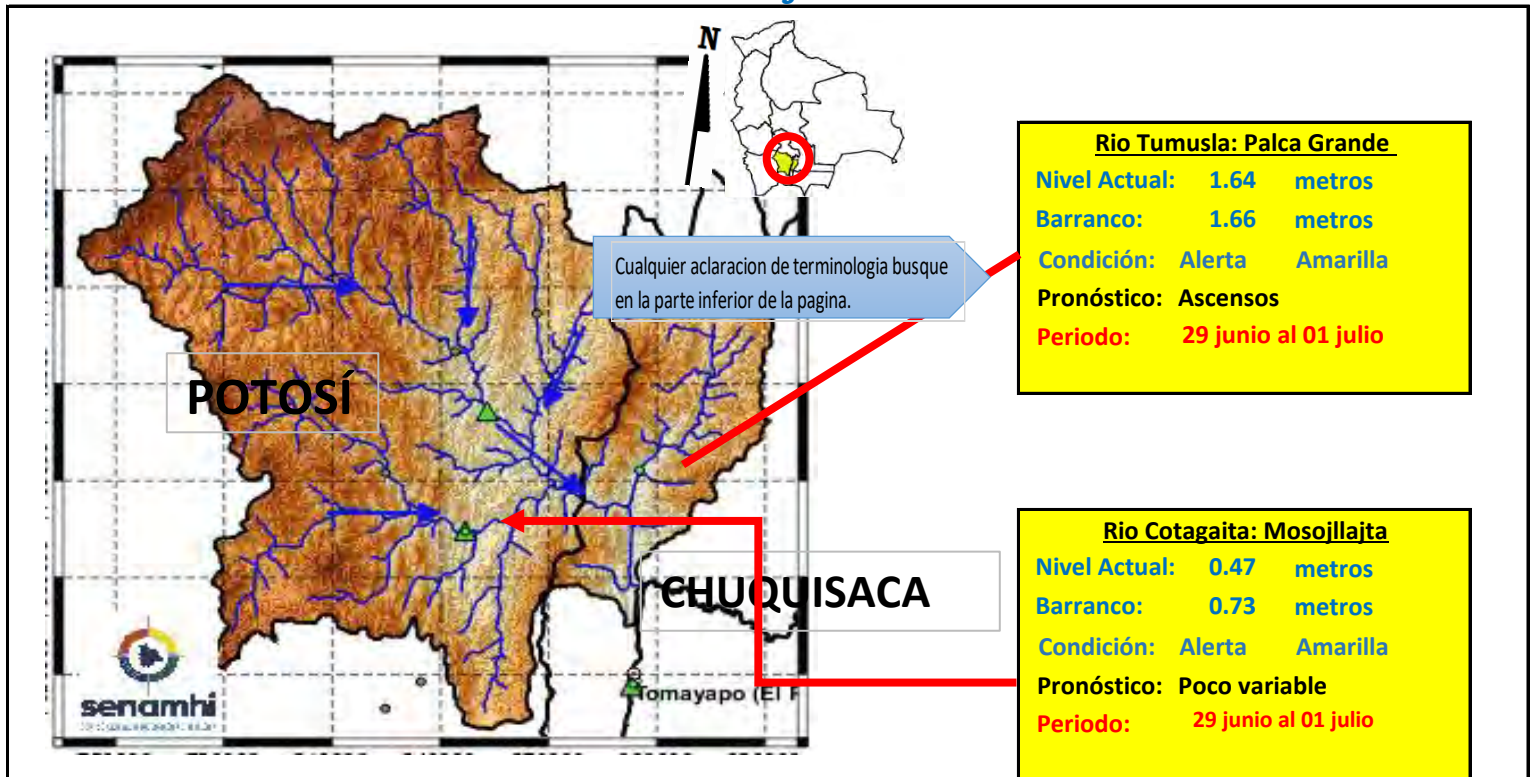 N
Cualquier aclaracion de terminologia busque
en la parte inferior de la pagina.
POTOSÍ
CHUQUISACA
Tomayapo (El
senamhi
Rio Tumusla: Palca Grande
Nivel Actual: 1.64 metros
Barranco: 1.66 metros
Condición: Alerta Amarilla
Pronóstico: Ascensos
Periodo: 29 junio al 01 julio
Rio Cotagaita: Mosojllajta
Nivel Actual: 0.47 metros
Barranco: 0.73 metros
Condición: Alerta Amarilla
Pronóstico: Poco variable
Periodo: 29 junio al 01 julio